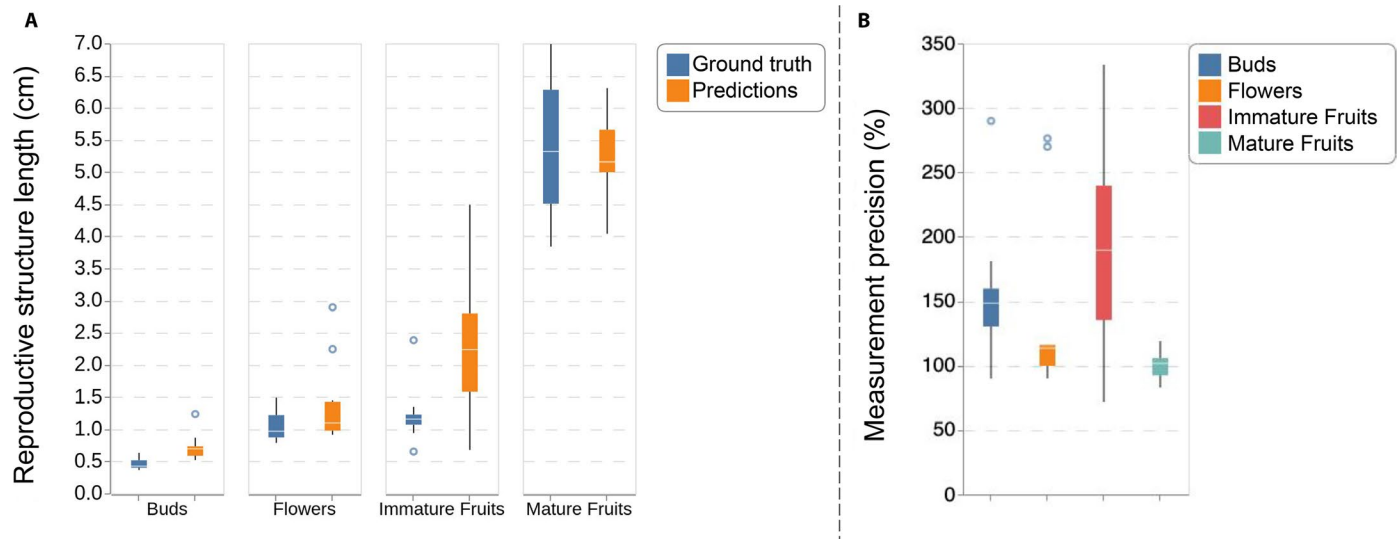 A
Reproductive structure length (cm)
7.0
6.5
6.0
5.5
5.0
4.5
4.0
3.5
3.0
2.5
2.0
1.5
1.0
0.5
0.0
Buds
Flowers
Immature Fruits
Mature Fruits
Ground truth
Predictions
B
Measurement precision (%)
350
300
250
200
150
100
50
0
Buds
Flowers
Immature Fruits
Mature Fruits